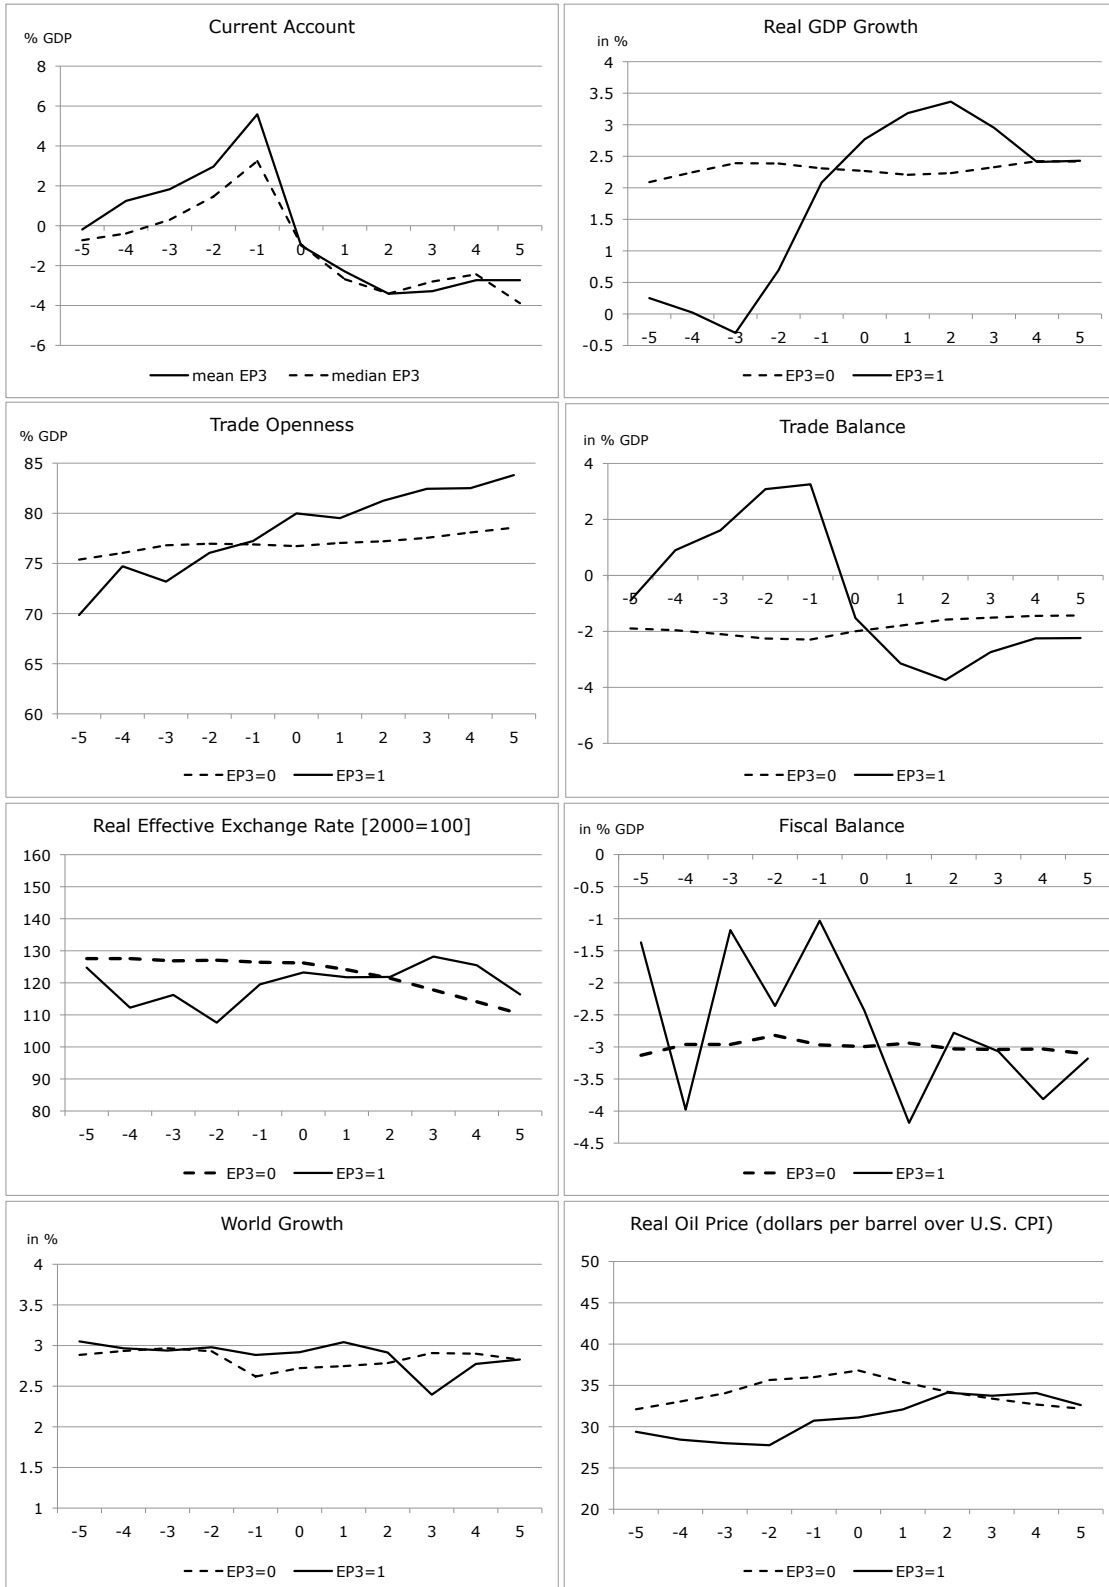 Current Account
% GDP
8
6
4
2
0
-2
-4
-6
-5 -4 -3 -2 -1 0 1 2 3 4 5
mean EP3 median EP3
Real GDP Growth
in %
4
3.5
3
2.5
2
1.5
1
0.5
0
-0.5
-5 -4 -3 -2 -1 0 1 2 3 4 5
EP3=0 EP3=1
Trade Openness
% GDP
85
80
75
70
65
60
-5 -4 -3 -2 -1 0 1 2 3 4 5
EP3=0 EP3=1
Trade Balance
in % GDP
4
2
0
-2
-4
-6
-5 -4 -3 -2 -1 0 1 2 3 4 5
EP3=0 EP3=1
Real Effective Exchange Rate [2000=100]
160
150
140
130
120
110
100
90
80
-5 -4 -3 -2 -1 0 1 2 3 4 5
EP3=0 EP3=1
Fiscal Balance
in % GDP
0
-0.5
-1
-1.5
-2
-2.5
-3
-3.5
-4
-4.5
-5 -4 -3 -2 -1 0 1 2 3 4 5
EP3=0 EP3=1
World Growth
in %
4
3.5
3
2.5
2
1.5
1
-5 -4 -3 -2 -1 0 1 2 3 4 5
EP3=0 EP3=1
Real Oil Price (dollars per barrel over U.S. CPI)
50
45
40
35
30
25
20
-5 -4 -3 -2 -1 0 1 2 3 4 5
EP3=0 EP3=1